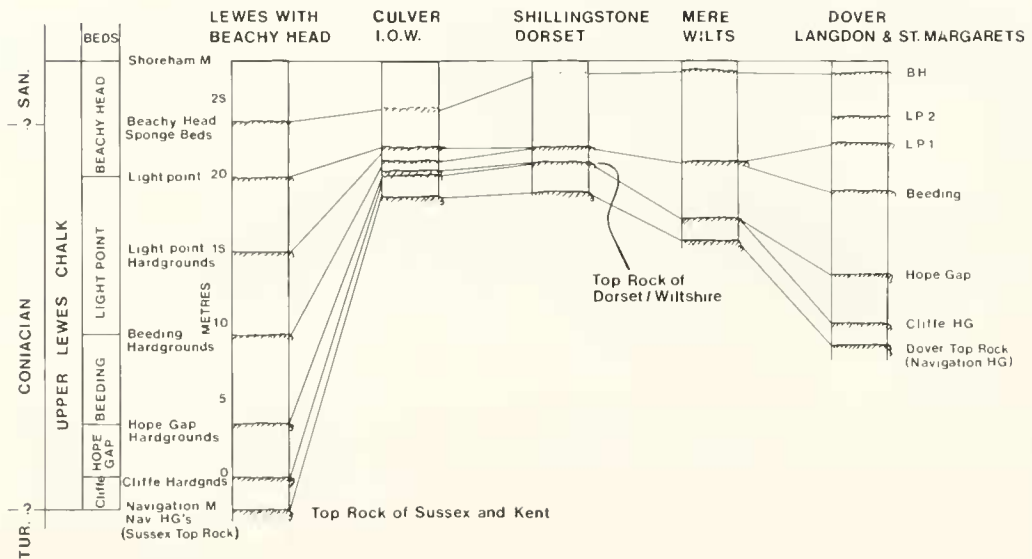 LEWES WITH
BEACHY HEAD
CULVER
I.O.W.
SHILLINGSTONE
DORSET
MERE
WILTS
DOVER
LANGDON & ST. MARGARETS
BEDS
SAN.
?
CONIACIAN
?
TUR.
UPPER LEWES CHALK
BEACHY HEAD
LIGHT POINT
BEEDING
HOPE
GAP
Cliffe
Shoreham M
Beachy Head
Sponge Beds
Light point
Light point
Hardgrounds
Beeding
Hardgrounds
Hope Gap
Hardgrounds
Cliffe Hardgnds
Navigation M
Nav HG's
(Sussex Top Rock)
25
20
15
10
5
0
METRES
Top Rock of Sussex and Kent
Top Rock of
Dorset/Wiltshire
BH
LP 2
LP 1
Beeding
Hope Gap
Cliffe HG
Dover Top Rock
(Navigation HG)